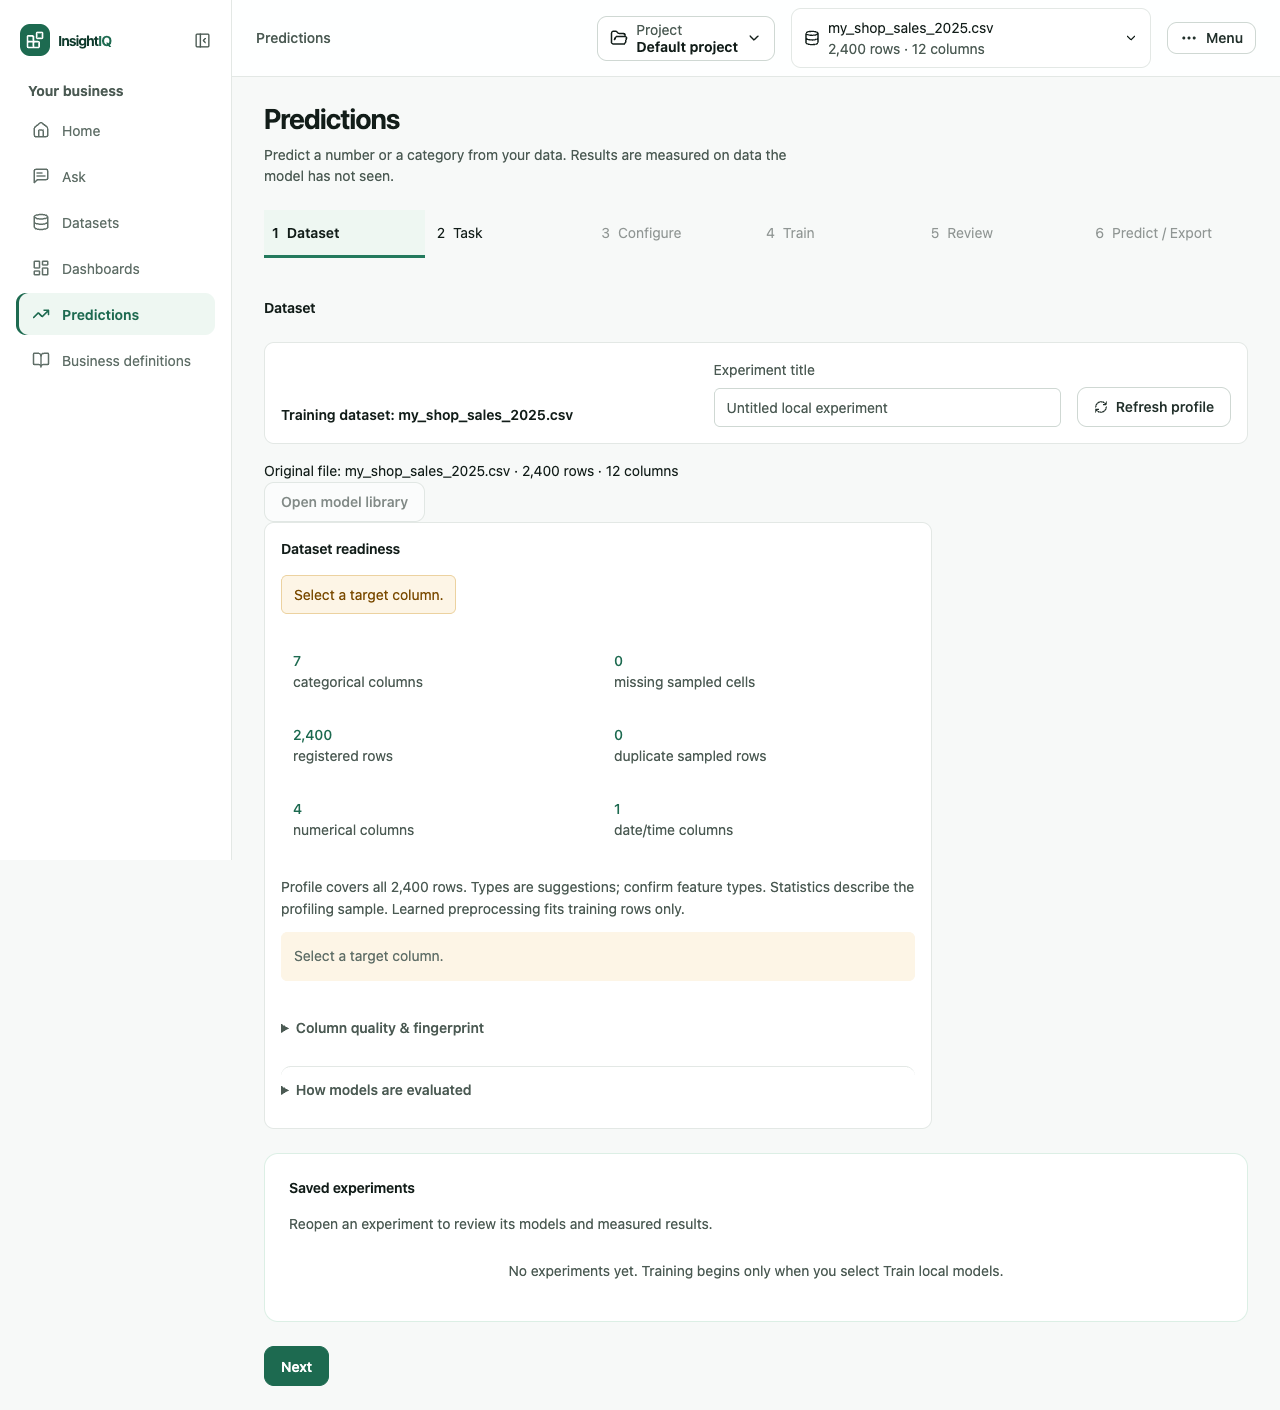 InsightIQ
Your business
Home
Ask
Datasets
Dashboards
Predictions
Business definitions
Predictions
Project
Default project
my_shop_sales_2025.csv
2,400 rows · 12 columns
Menu
Predictions
Predict a number or a category from your data. Results are measured on data the
model has not seen.
1 Dataset
2 Task
3 Configure
4 Train
5 Review
6 Predict / Export
Dataset
Training dataset: my_shop_sales_2025.csv
Experiment title
Untitled local experiment
Refresh profile
Original file: my_shop_sales_2025.csv · 2,400 rows · 12 columns
Open model library
Dataset readiness
Select a target column.
7
categorical columns
0
missing sampled cells
2,400
registered rows
0
duplicate sampled rows
4
numerical columns
1
date/time columns
Profile covers all 2,400 rows. Types are suggestions; confirm feature types. Statistics describe the
profiling sample. Learned preprocessing fits training rows only.
Select a target column.
Column quality & fingerprint
How models are evaluated
Saved experiments
Reopen an experiment to review its models and measured results.
No experiments yet. Training begins only when you select Train local models.
Next